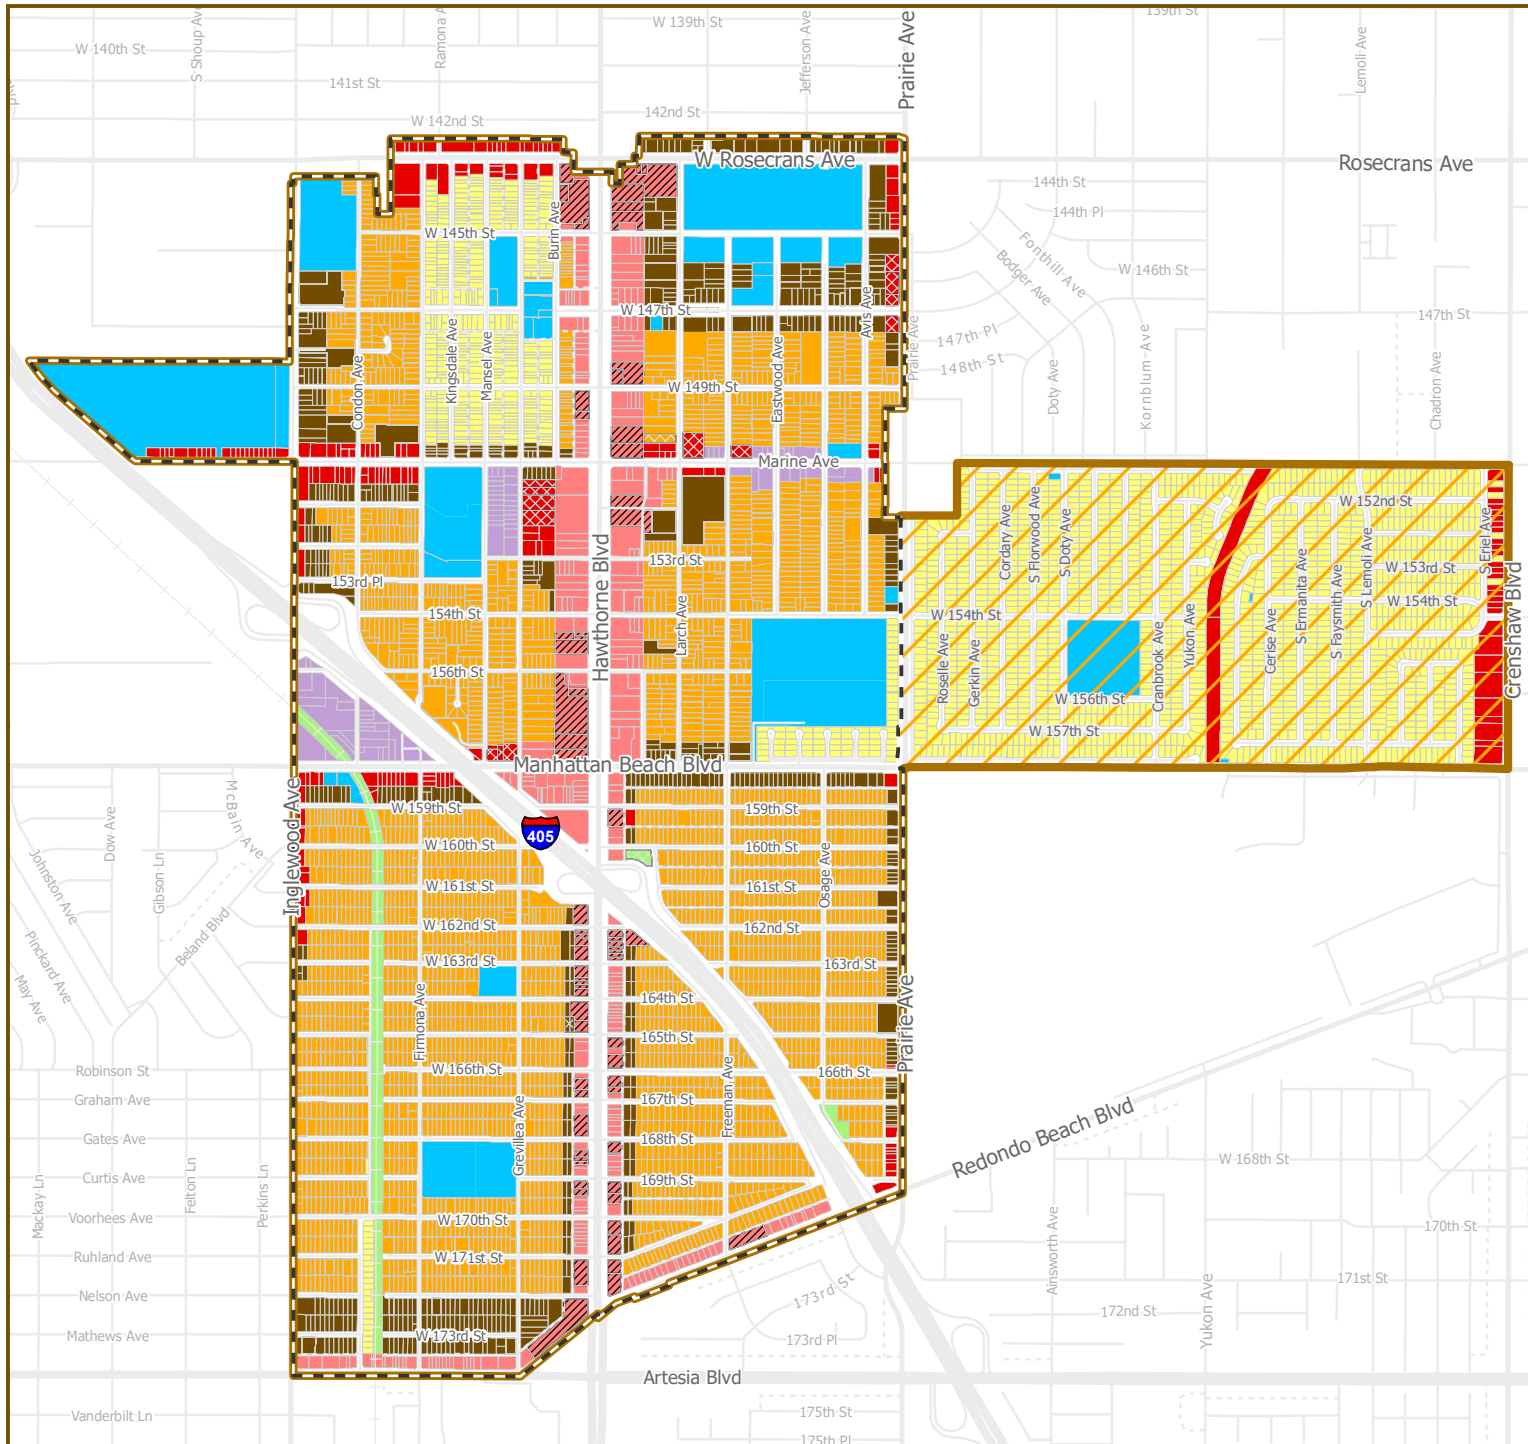 W 139th St
139th St
W 140th St
S Shoup Av
Ramona A
Jefferson Ave
Prairie Ave
Lemoli Ave
141st St
W 142nd St
142nd St
W Rosecrans Ave
Rosecrans Ave
144th St
144th Pl
W 145th St
Burin Ave
Fonthill Ave
Bodger Ave
W 146th St
W 147th St
Avis Ave
Prairie Ave
147th Pl
147th St
148th St
Kingsdale Ave
Mansel Ave
Condon Ave
W 149th St
Eastwood Ave
Doty Ave
Kornblum Ave
Chadron Ave
Marine Ave
W 152nd St
Cordary Ave
S Florwood Ave
S Doty Ave
S Eriel Ave
153rd St
W 153rd St
153rd Pl
Hawthorne Blvd
S Ermanita Ave
S Faysmith Ave
S Lemoli Ave
Crenshaw Blvd
154th St
Larch Ave
W 154th St
W 154th St
Roselle Ave
Gerkin Ave
Cranbrook Ave
Yukon Ave
Cerise Ave
156th St
W 156th St
W 157th St
Manhattan Beach Blvd
Inglewood Ave
McBain Ave
Dow Ave
W 159th St
159th St
405
W 160th St
160th St
Osage Ave
Johnston Ave
Gibson Ln
W 161st St
161st St
Beland Blvd
W 162nd St
162nd St
Pinckard Ave
W 163rd St
163rd St
May Ave
Firmona Ave
164th St
Prairie Ave
165th St
Robinson St
W 166th St
166th St
Freeman Ave
Graham Ave
167th St
Redondo Beach Blvd
Gates Ave
Grevillea Ave
168th St
W 168th St
Curtis Ave
169th St
Mackay Ln
Felton Ln
Perkins Ln
Voorhees Ave
W 170th St
170th St
Ainsworth Ave
Ruhland Ave
W 171st St
171st St
Nelson Ave
173rd St
172nd St
Yukon Ave
Mathews Ave
W 173rd St
173rd Pl
Artesia Blvd
Vanderbilt Ln
175th St
175th Pl